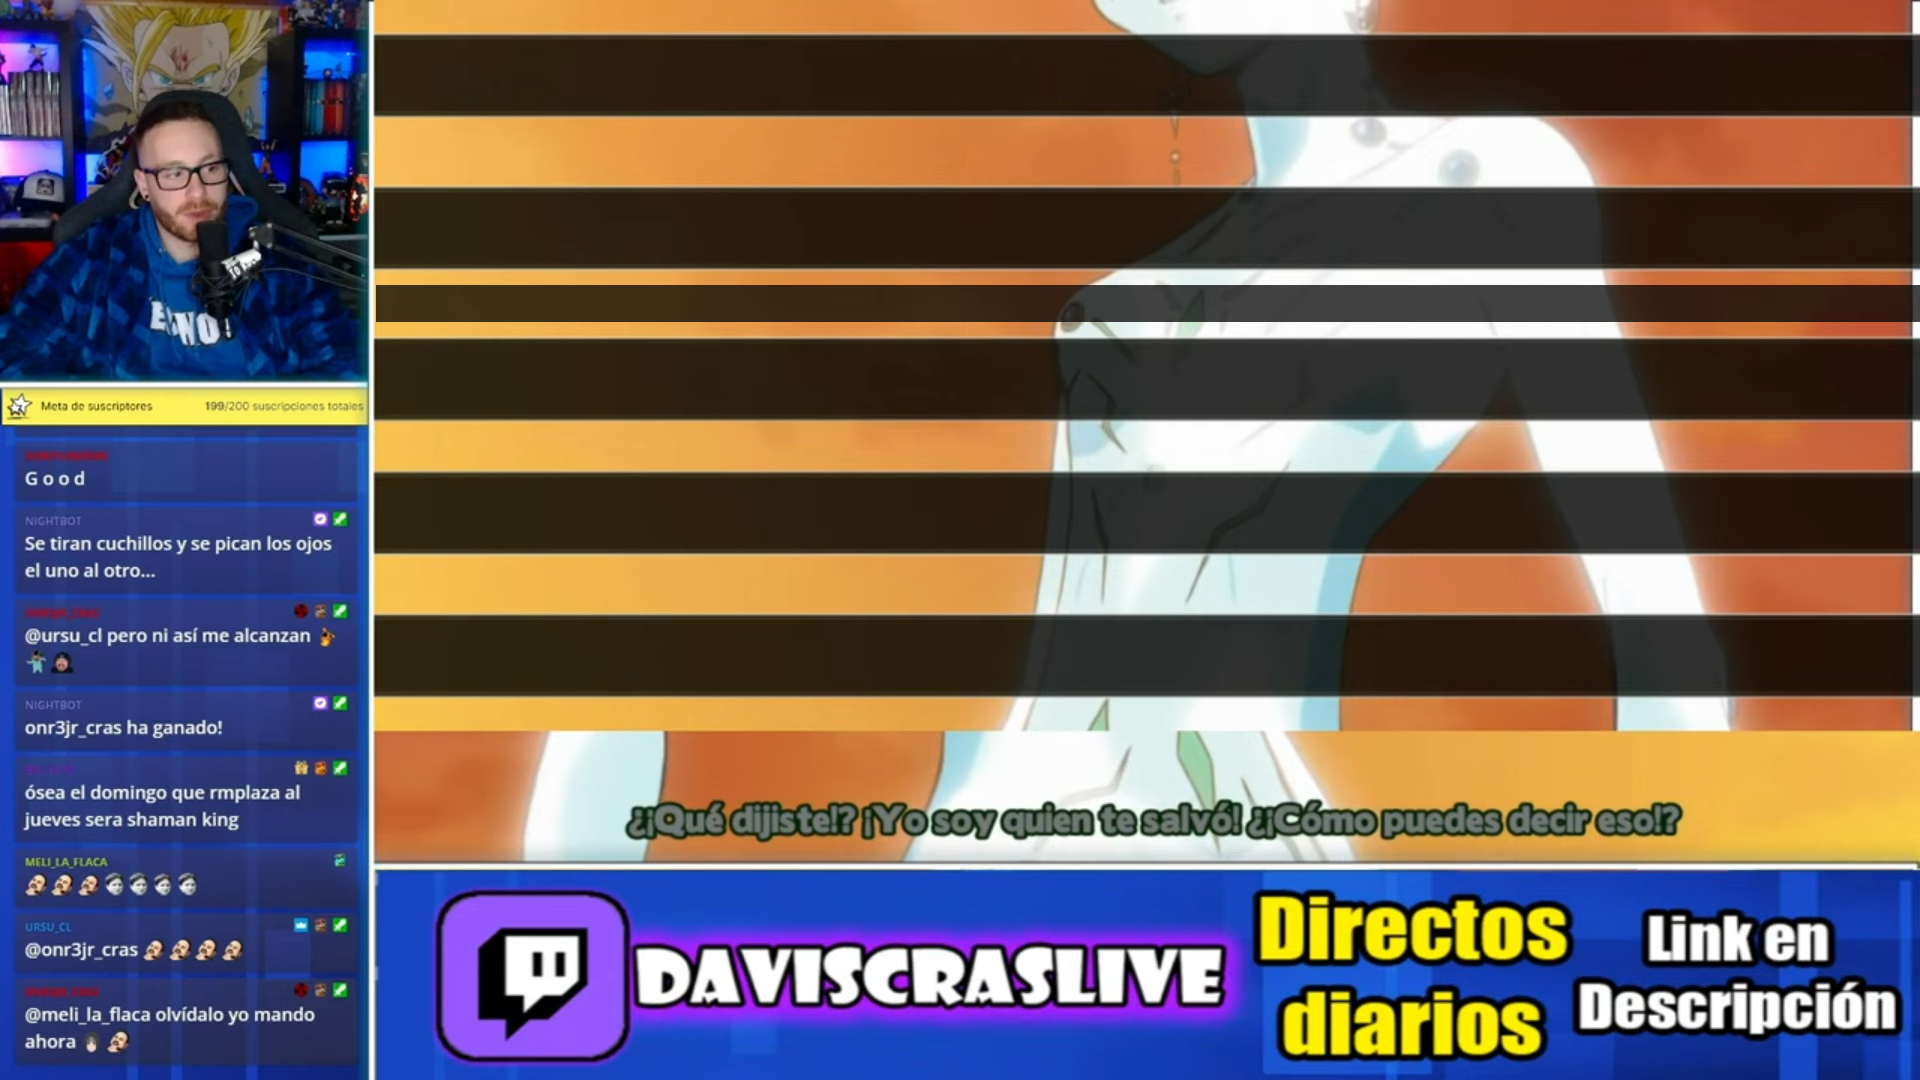 ESNO!
Meta de suscriptores 199/200 suscripciones totales
G o o d
NIGHTBOT
Se tiran cuchillos y se pican los ojos
el uno al otro...
@ursu_cl pero ni así me alcanzan
NIGHTBOT
onr3jr_cras ha ganado!
ósea el domingo que rmplaza al
jueves sera shaman king
MELI_LA_FLACA
URSU_CL
@onr3jr_cras
@meli_la_flaca olvídalo yo mando
ahora
¿¡Qué dijiste!? ¡Yo soy quien te salvó! ¿¡Cómo puedes decir eso!?
DAVISCRASLIVE
Directos
diarios
Link en
Descripción